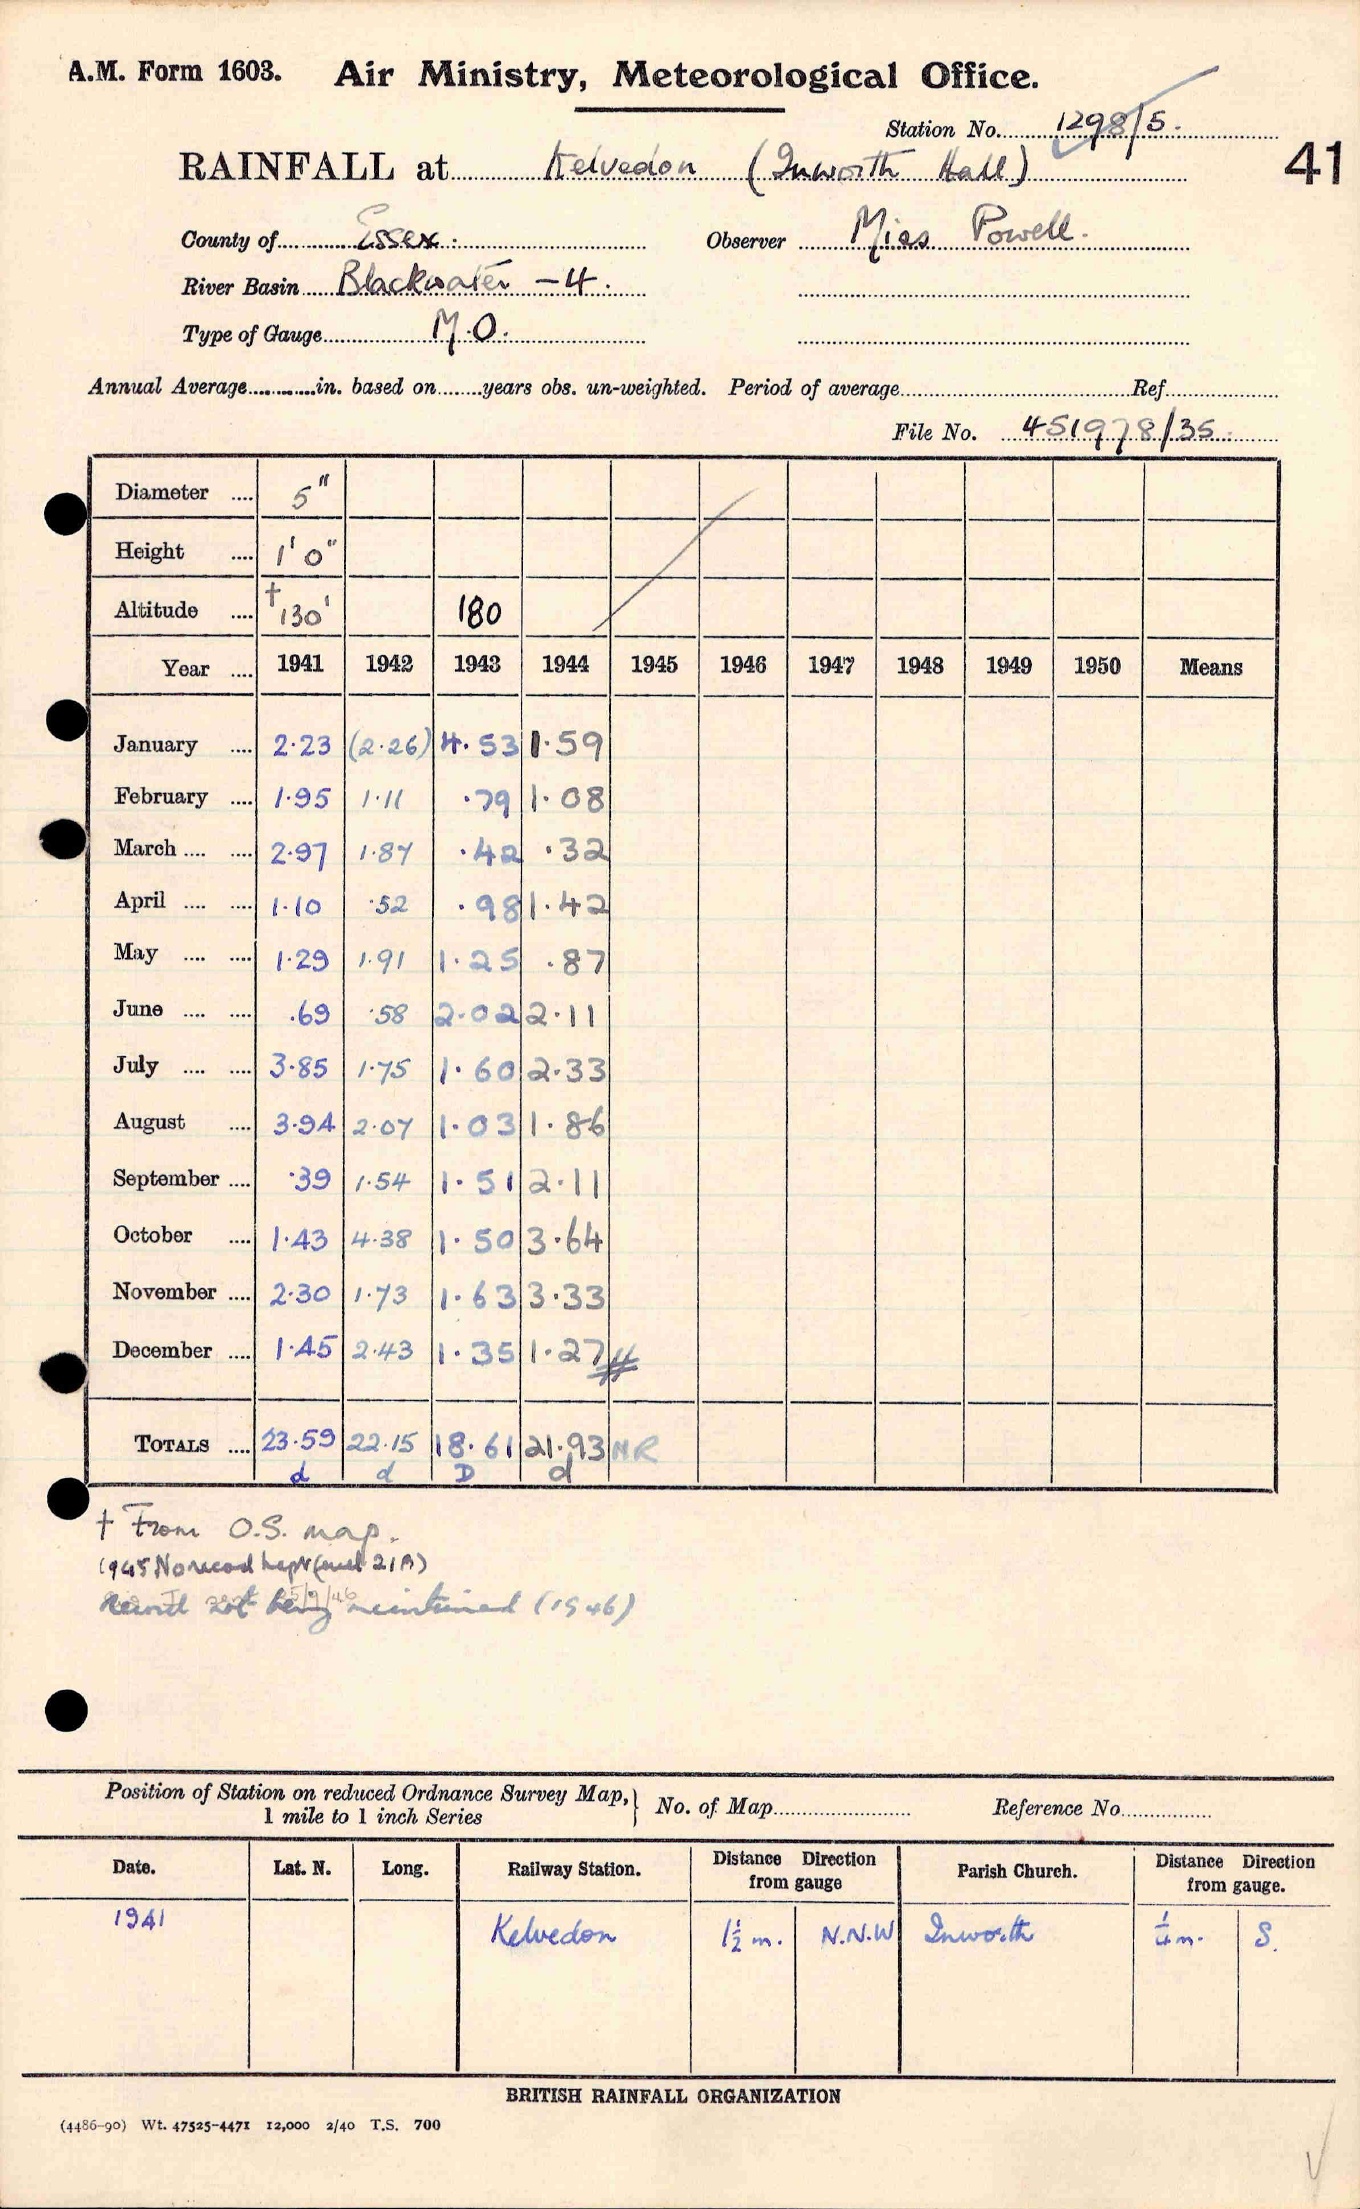 A.M. Form 1603. Air Ministry, Meteorological Office.
Station No. 1298/5.
RAINFALL at Kelvedon (Inworth Hall) 41
County of Essex. Observer Miss Powell.
River Basin Blackwater -4.
Type of Gauge M.O.
Annual Average in. based on years obs. un-weighted. Period of average Ref
File No. 451978/35
Diameter 5"
Height 1' 0"
Altitude † 130' 180
Year 1941 1942 1943 1944 1945 1946 1947 1948 1949 1950 Means
January 2.23 (2.26) 4.53 1.59
February 1.95 1.11 .79 1.08
March 2.97 1.87 .42 .32
April 1.10 .52 .98 1.42
May 1.29 1.91 1.25 .87
June .69 .58 2.02 2.11
July 3.85 1.75 1.60 2.33
August 3.94 2.07 1.03 1.86
September .39 1.54 1.51 2.11
October 1.43 4.38 1.50 3.64
November 2.30 1.73 1.63 3.33
December 1.45 2.43 1.35 1.27
TOTALS 23.59 22.15 18.61 21.93 NR
d d D d
† From O.S. map.
1945 No record kept 21A)
Record not being maintained (1946)
5/9/46
Position of Station on reduced Ordnance Survey Map, 1 mile to 1 inch Series No. of Map Reference No.
Date. Lat. N. Long. Railway Station. Distance Direction from gauge Parish Church. Distance Direction from gauge.
1941 Kelvedon 1½ m. N.N.W Inworth ¼ m. S.
BRITISH RAINFALL ORGANIZATION
(4486-90) Wt. 47525-4471 12,000 2/40 T.S. 700